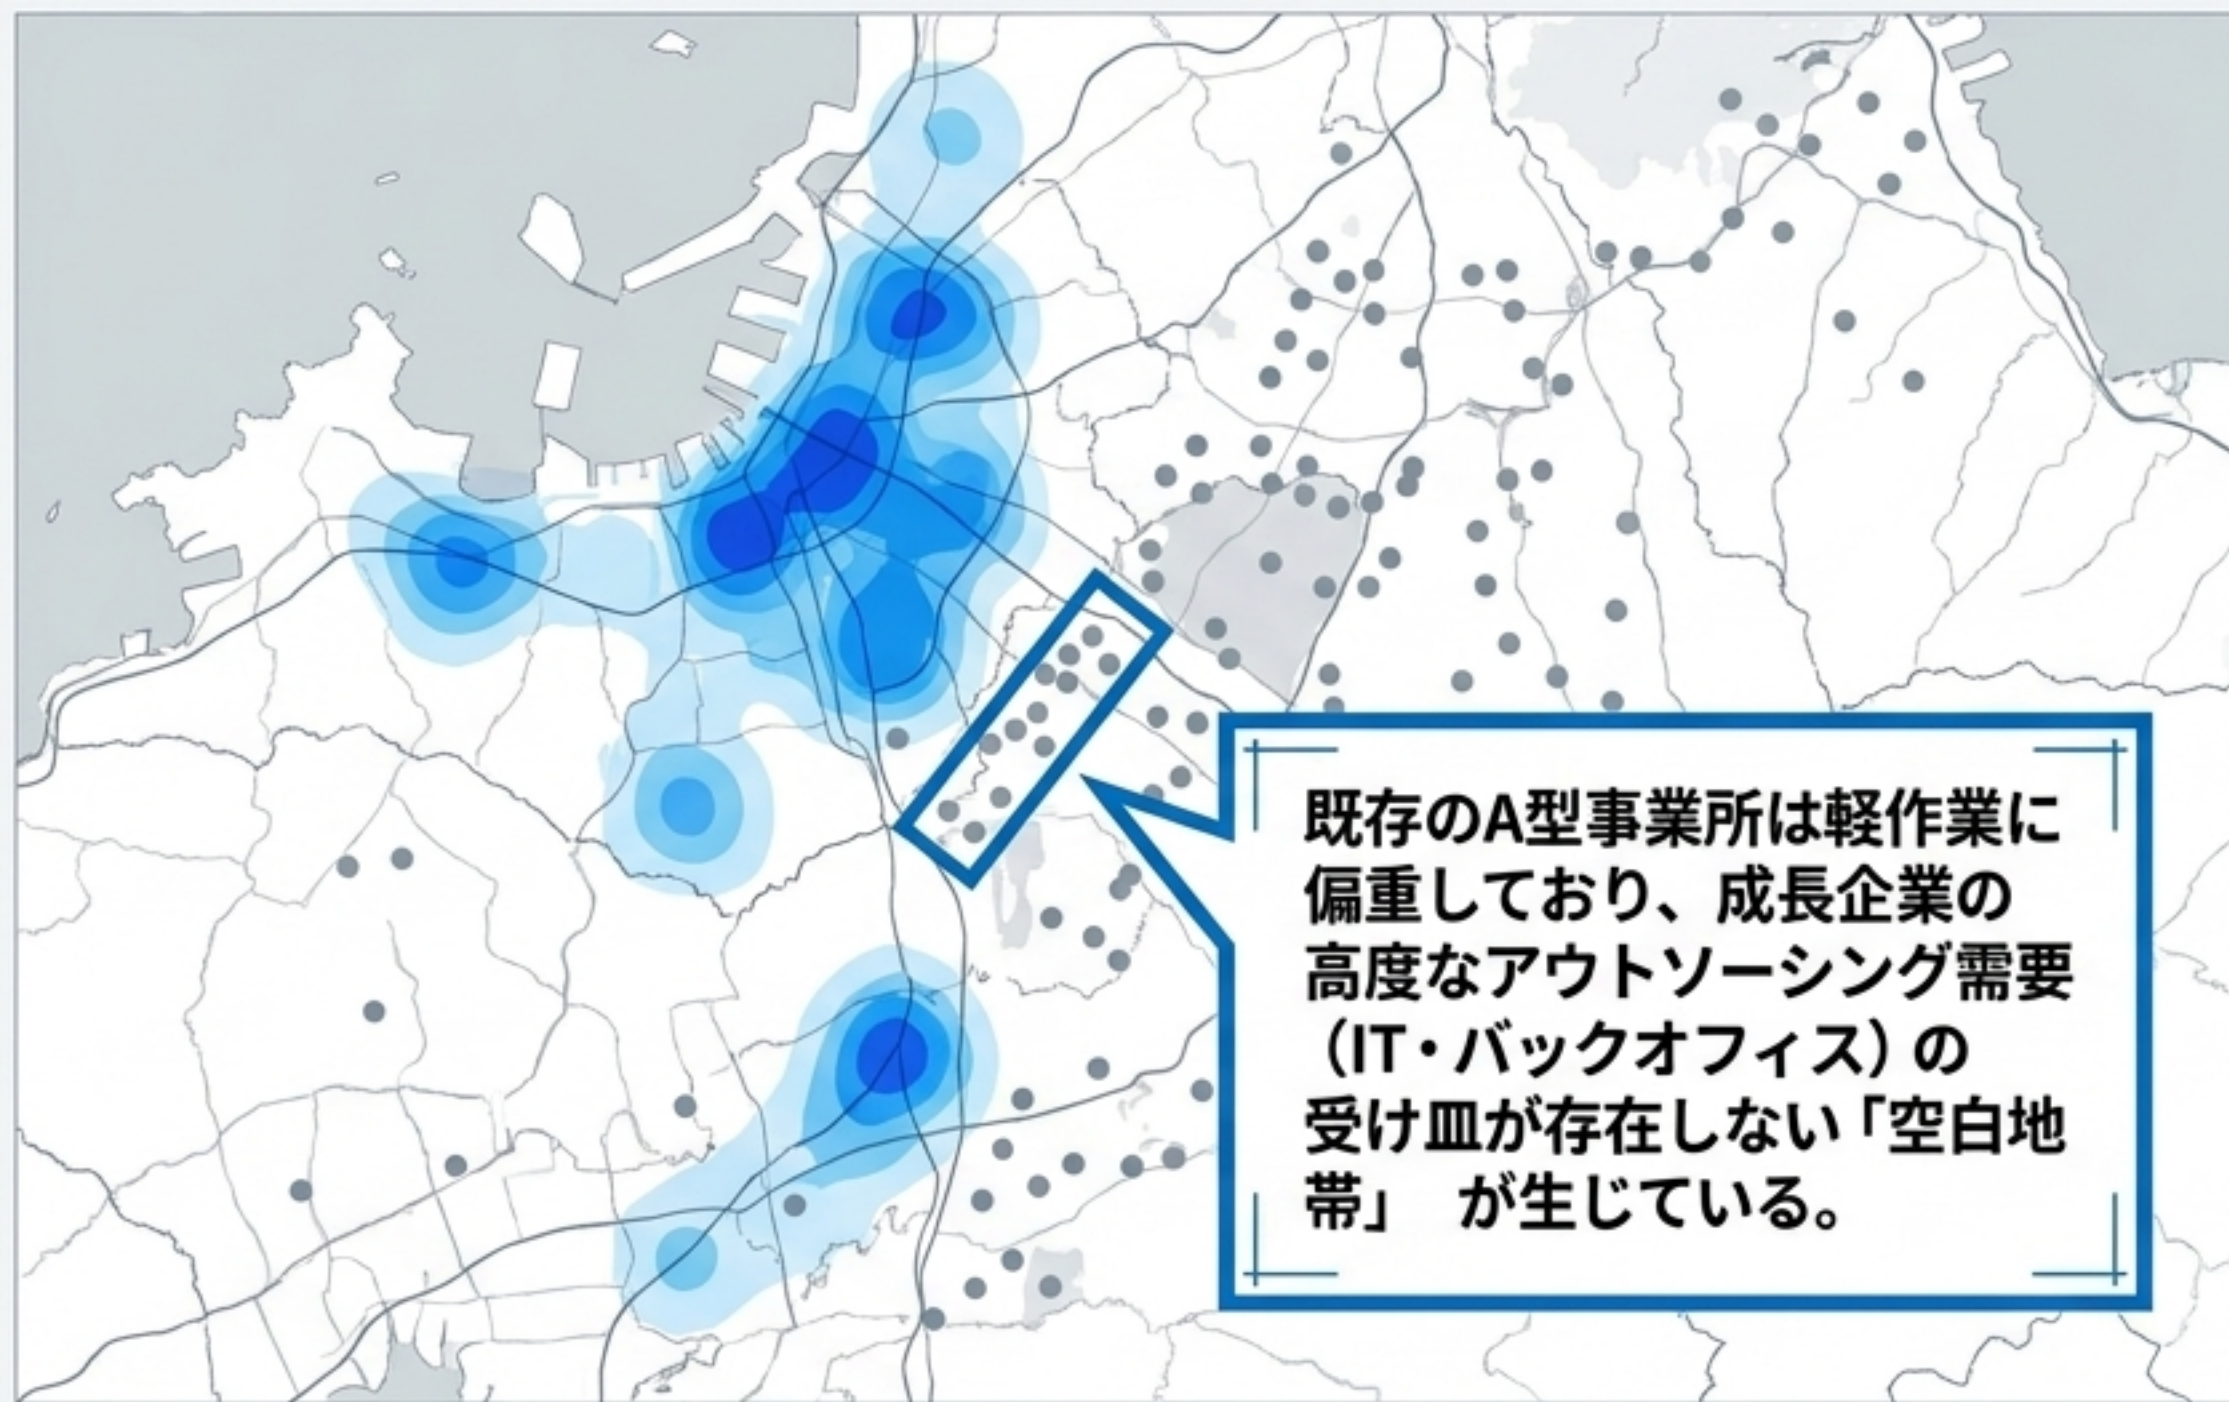 既存のA型事業所は軽作業に
偏重しており、成長企業の
高度なアウトソーシング需要
（IT・バックオフィス）の
受け皿が存在しない「空白地
帯」　が生じている。